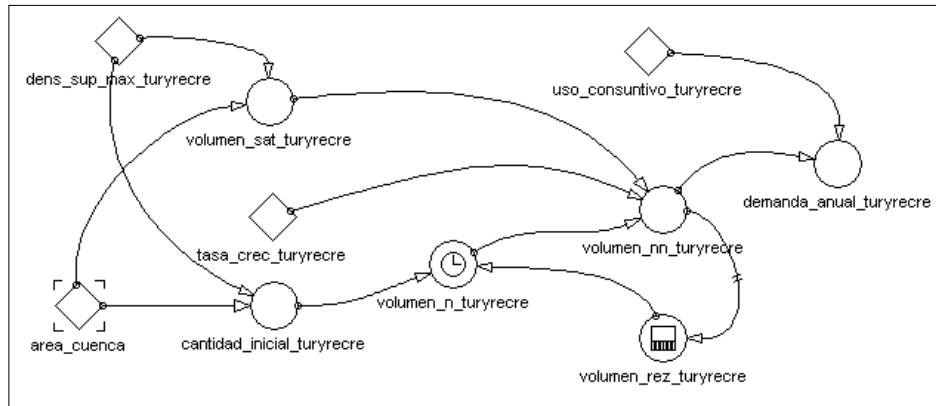 dens_sup_max_turyrecre
uso_consuntivo_turyrecre
volumen_sat_turyrecre
demanda_anual_turyrecre
tasa_crec_turyrecre
volumen_nn_turyrecre
volumen_n_turyrecre
area_cuenca
cantidad_inicial_turyrecre
volumen_rez_turyrecre